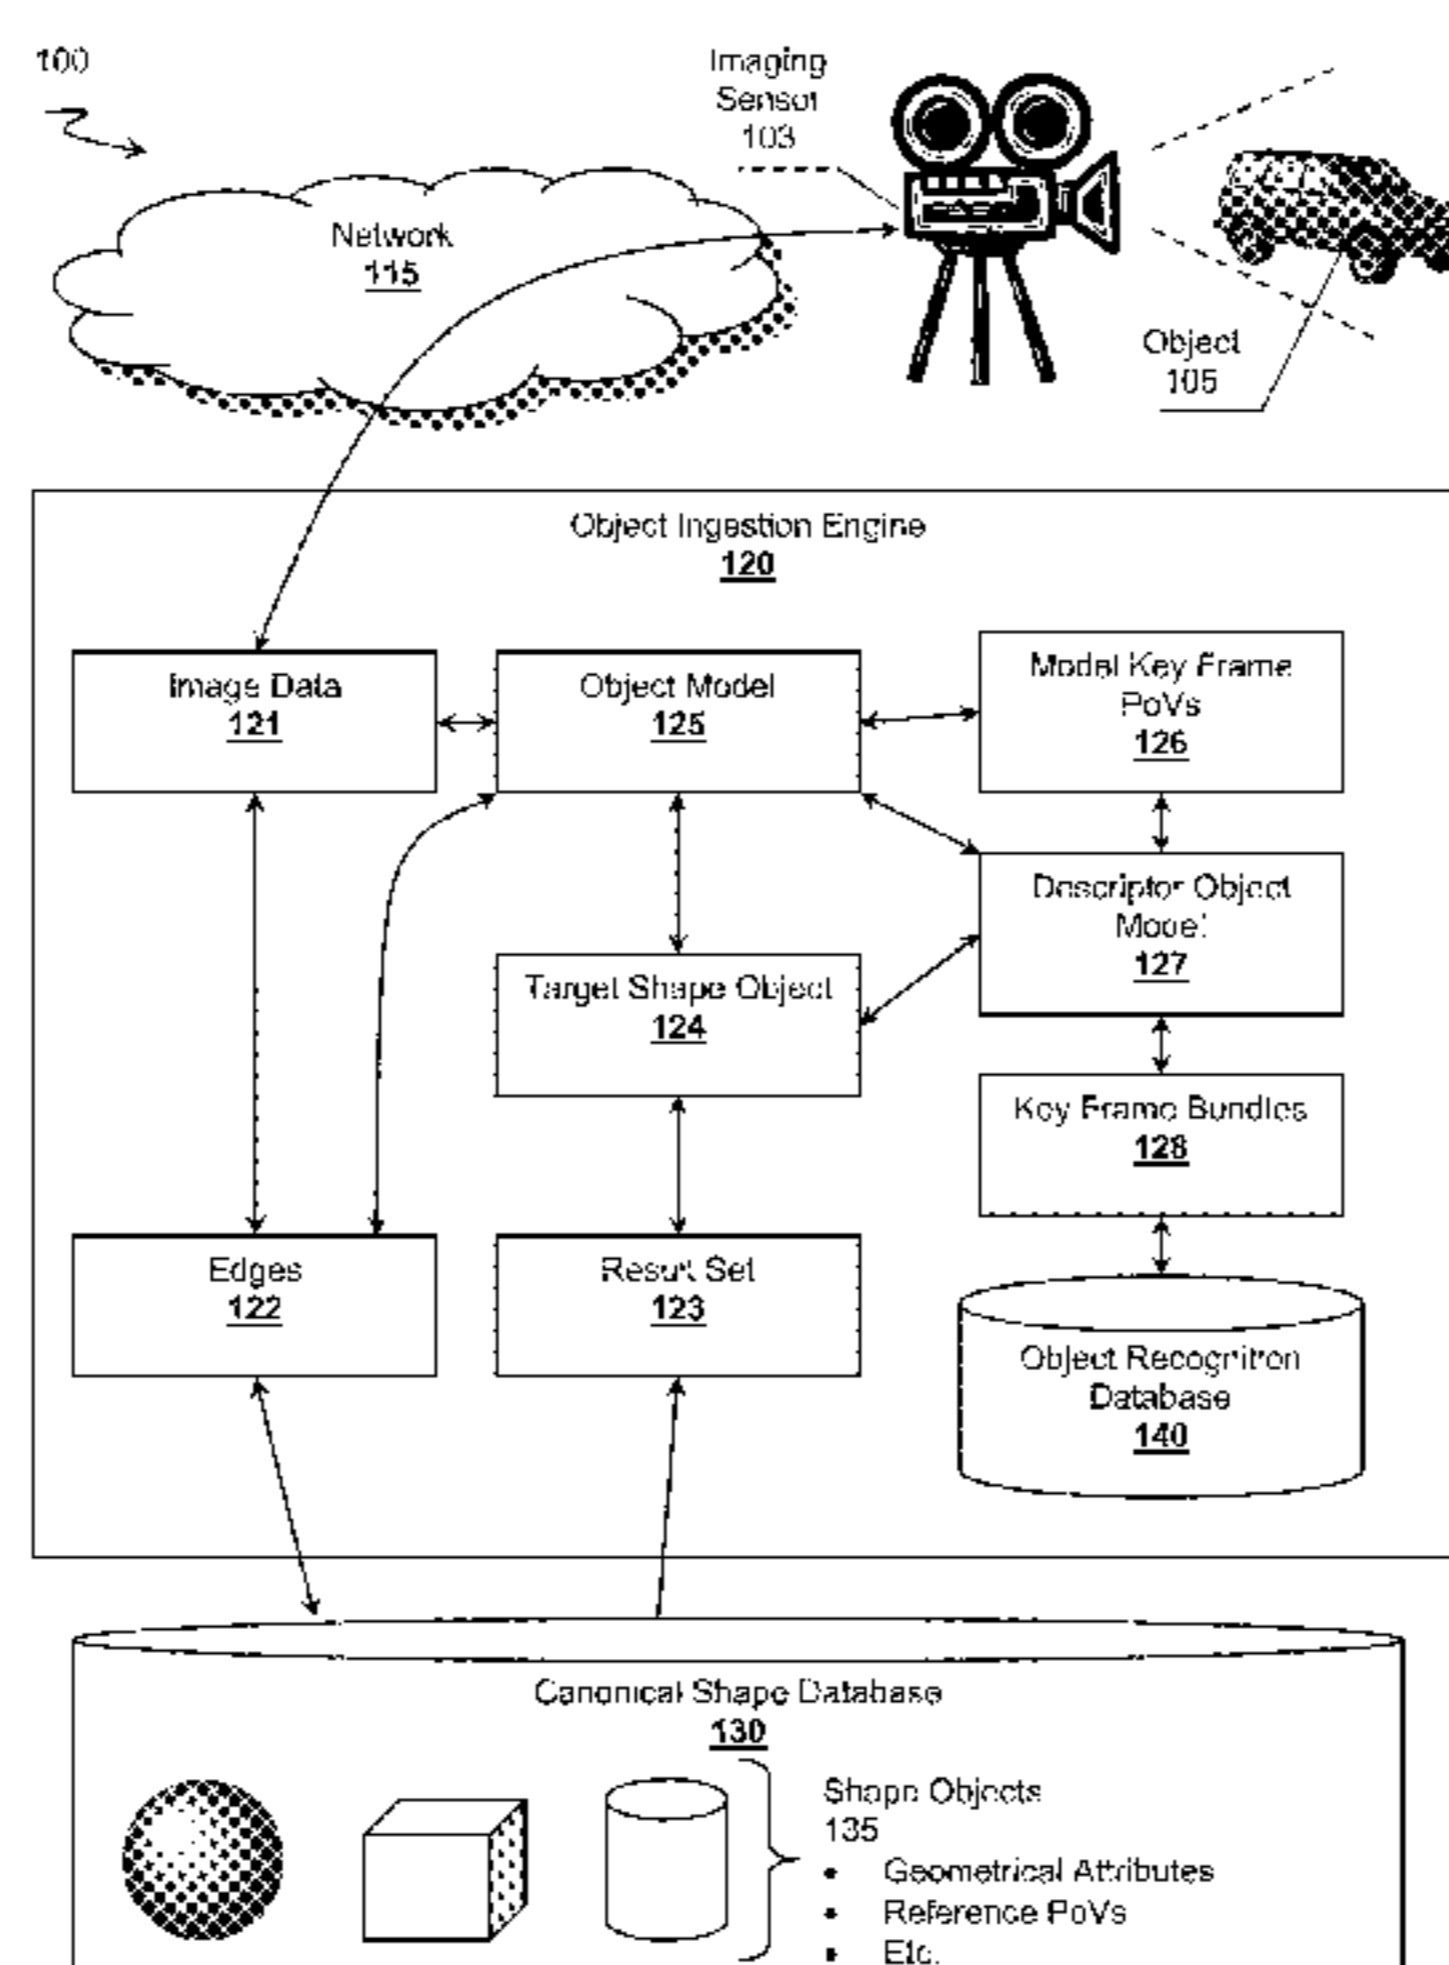 100
Imaging
Sensor
103
Network
115
Object
105
Object Ingestion Engine
120
Image Data
121
Object Model
125
Model Key Frame
PoVs
126
Descriptor Object
Model
127
Target Shape Object
124
Key Frame Bundles
128
Edges
122
Result Set
123
Object Recognition
Database
140
Canonical Shape Database
130
Shape Objects
135
• Geometrical Attributes
• Reference PoVs
• Etc.